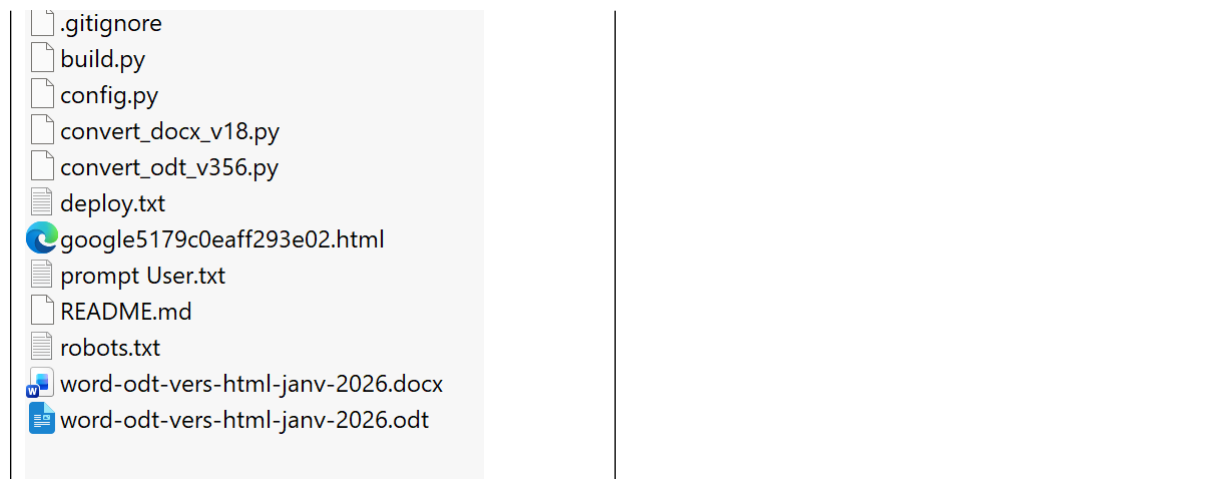 .gitignore
build.py
config.py
convert_docx_v18.py
convert_odt_v356.py
deploy.txt
google5179c0eaff293e02.html
prompt User.txt
README.md
robots.txt
word-odt-vers-html-janv-2026.docx
word-odt-vers-html-janv-2026.odt